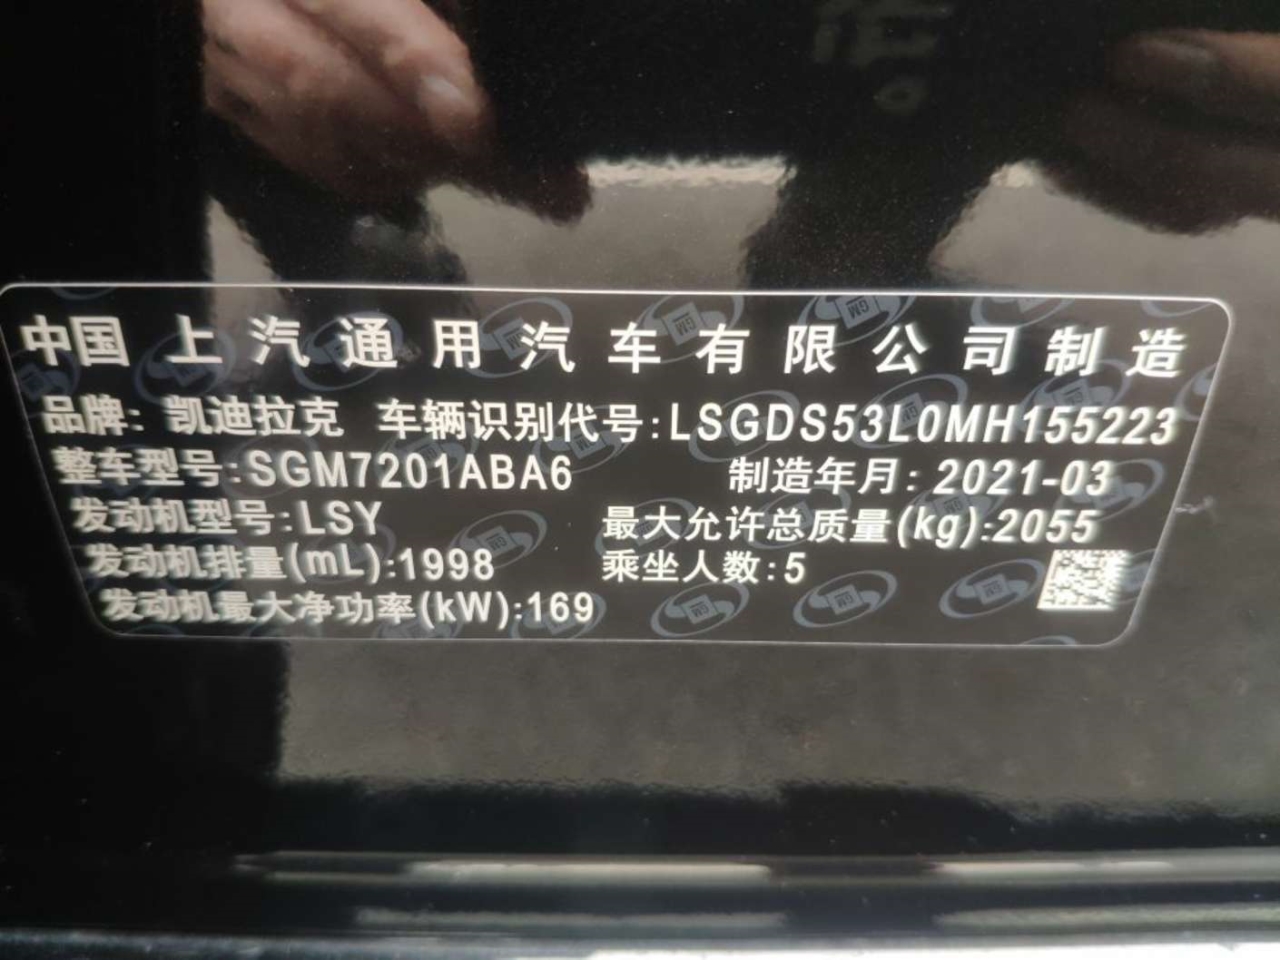 中国上汽通用汽车有限公司制造
品牌: 凯迪拉克 车辆识别代号:LSGDS53L0MH155223
整车型号:SGM7201ABA6 制造年月: 2021-03
发动机型号:LSY 最大允许总质量(kg):2055
发动机排量(mL):1998 乘坐人数:5
发动机最大净功率(kW):169